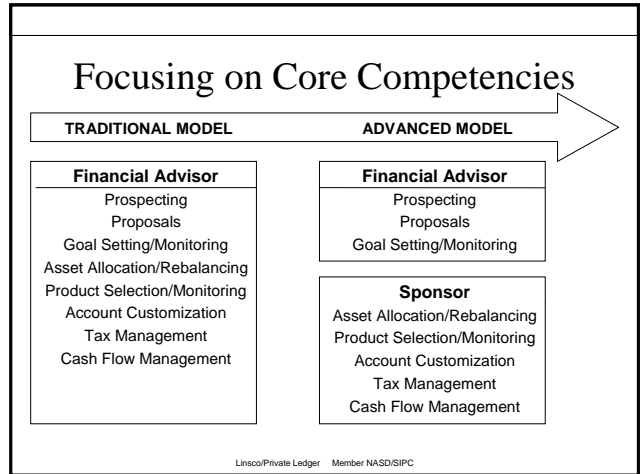 Focusing on Core Competencies
TRADITIONAL MODEL
ADVANCED MODEL
Financial Advisor
Prospecting
Proposals
Goal Setting/Monitoring
Asset Allocation/Rebalancing
Product Selection/Monitoring
Account Customization
Tax Management
Cash Flow Management
Financial Advisor
Prospecting
Proposals
Goal Setting/Monitoring
Sponsor
Asset Allocation/Rebalancing
Product Selection/Monitoring
Account Customization
Tax Management
Cash Flow Management
Linsco/Private Ledger Member NASD/SIPC